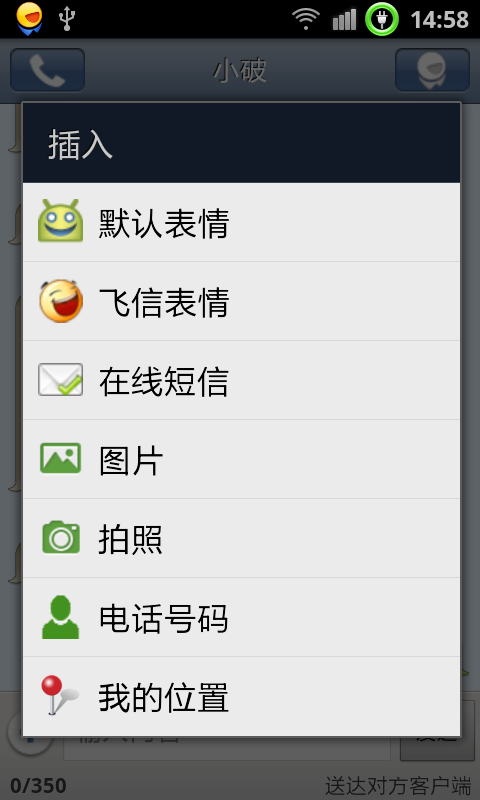 14:58
小破
插入
默认表情
飞信表情
在线短信
图片
拍照
电话号码
我的位置
0/350
送达对方客户端